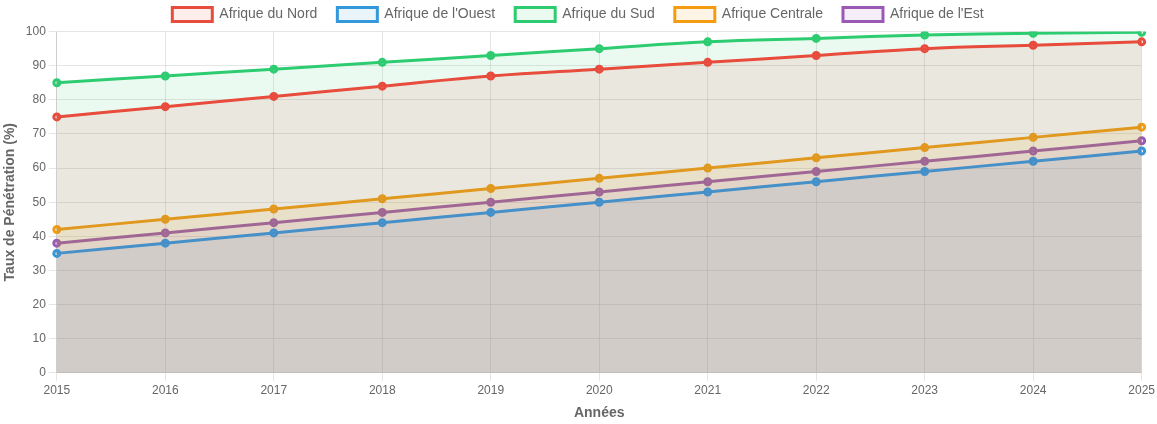 Afrique du Nord Afrique de l'Ouest Afrique du Sud Afrique Centrale Afrique de l'Est
Taux de Pénétration (%)
100
90
80
70
60
50
40
30
20
10
0
2015 2016 2017 2018 2019 2020 2021 2022 2023 2024 2025
Années